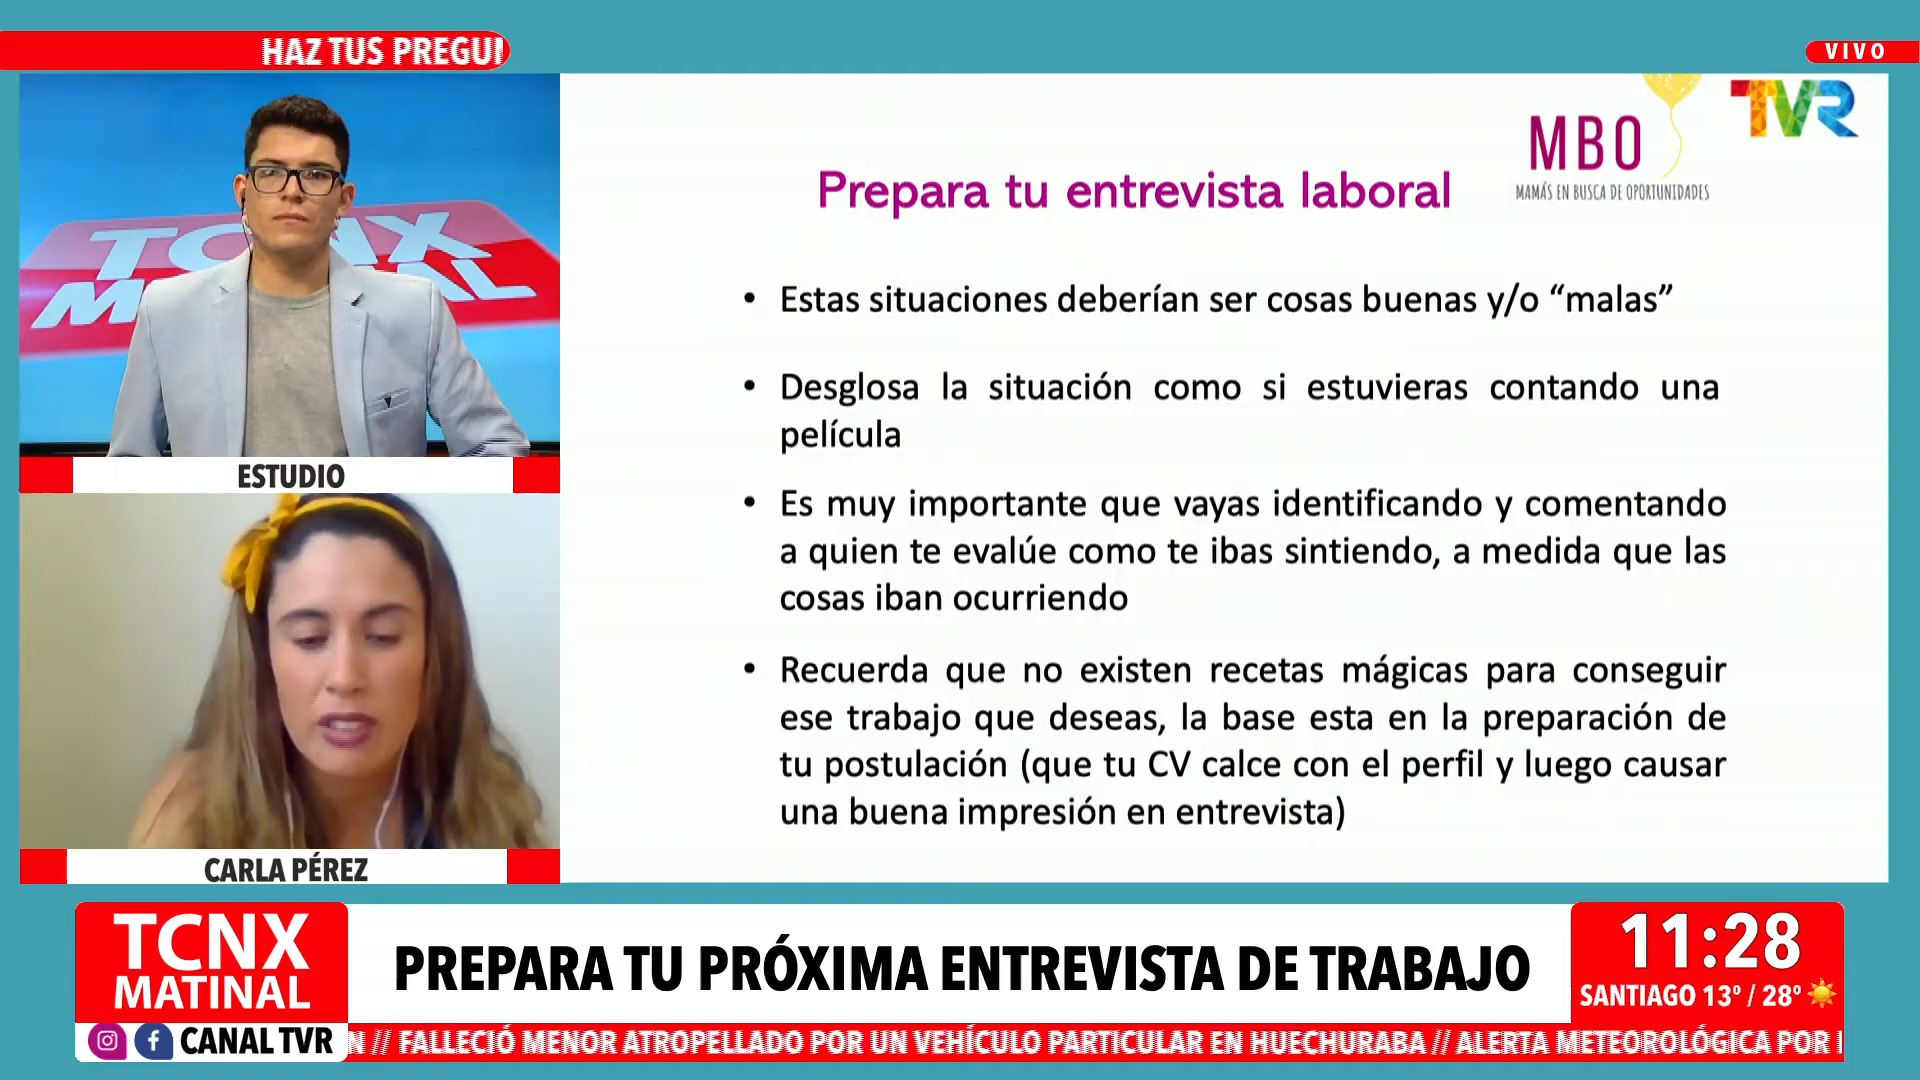 HAZ TUS PREGU
VIVO
TVR
MBO
MAMÁS EN BUSCA DE OPORTUNIDADES
Prepara tu entrevista laboral
• Estas situaciones deberían ser cosas buenas y/o “malas”
• Desglosa la situación como si estuvieras contando una
película
• Es muy importante que vayas identificando y comentando
a quien te evalúe como te ibas sintiendo, a medida que las
cosas iban ocurriendo
• Recuerda que no existen recetas mágicas para conseguir
ese trabajo que deseas, la base esta en la preparación de
tu postulación (que tu CV calce con el perfil y luego causar
una buena impresión en entrevista)
ESTUDIO
CARLA PÉREZ
TCNX
MATINAL
PREPARA TU PRÓXIMA ENTREVISTA DE TRABAJO
11:28
SANTIAGO 13º / 28º
CANAL TVR
N // FALLECIÓ MENOR ATROPELLADO POR UN VEHÍCULO PARTICULAR EN HUECHURABA // ALERTA METEOROLÓGICA POR